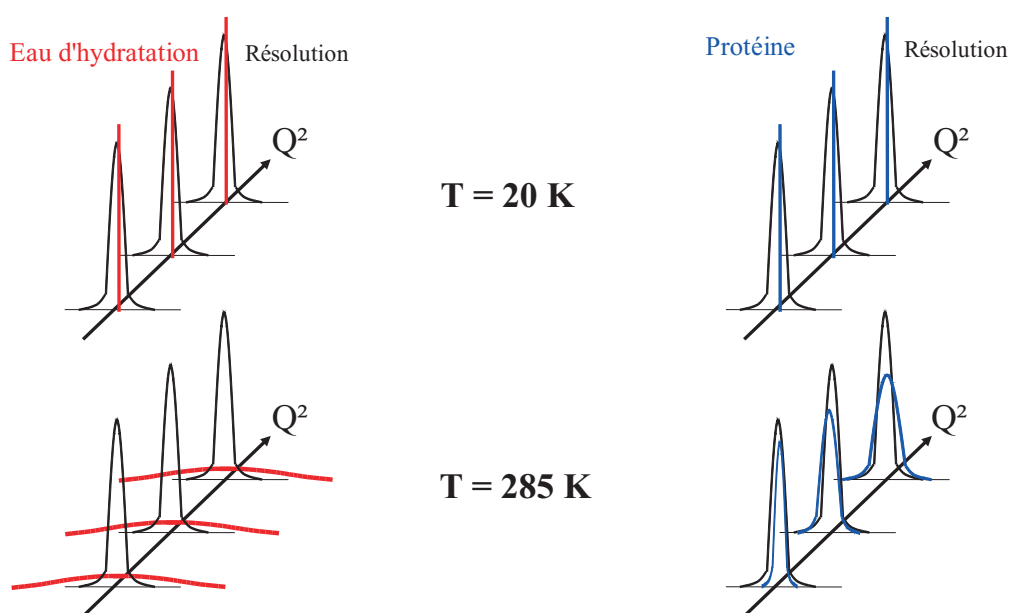 Eau d'hydratation
Résolution
Q²
T = 20 K
Protéine
Résolution
Q²
Q²
T = 285 K
Q²